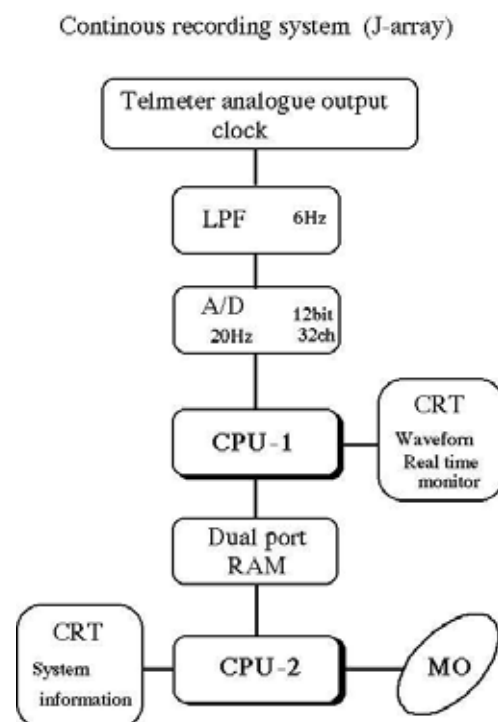 Continous recording system (J-array)
Telmeter analogue output
clock
LPF 6Hz
A/D 12bit
20Hz 32ch
CPU-1
CRT
Waveforn
Real time
monitor
Dual port
RAM
CRT
System
information
CPU-2
MO